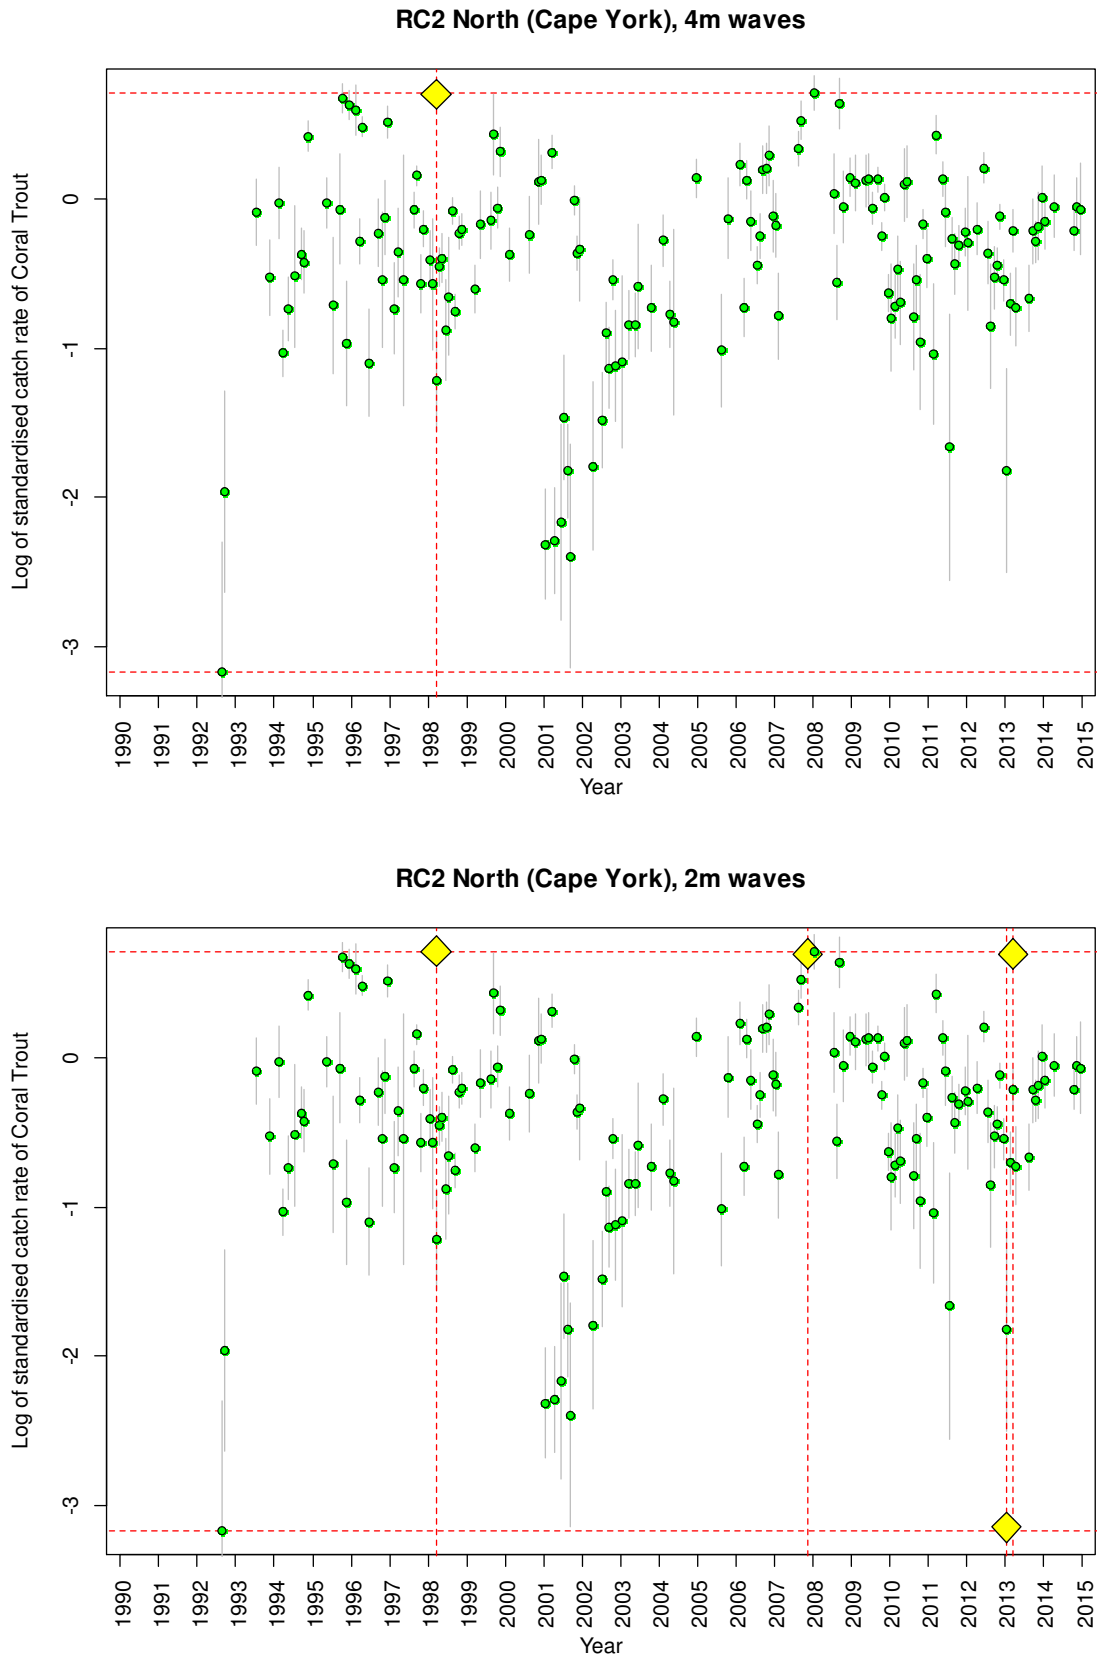 RC2 North (Cape York), 4m waves
Log of standardised catch rate of Coral Trout
0
-1
-2
-3
1990 1991 1992 1993 1994 1995 1996 1997 1998 1999 2000 2001 2002 2003 2004 2005 2006 2007 2008 2009 2010 2011 2012 2013 2014 2015
Year
RC2 North (Cape York), 2m waves
Log of standardised catch rate of Coral Trout
0
-1
-2
-3
1990 1991 1992 1993 1994 1995 1996 1997 1998 1999 2000 2001 2002 2003 2004 2005 2006 2007 2008 2009 2010 2011 2012 2013 2014 2015
Year